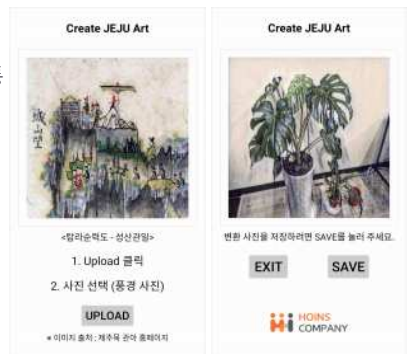 Create JEJU Art
<탐라순력도 - 성산관일>
1. Upload 클릭
2. 사진 선택 (풍경 사진)
UPLOAD
* 이미지 출처 : 제주목 관아 홈페이지
Create JEJU Art
변환 사진을 저장하려면 SAVE를 눌러 주세요.
EXIT SAVE
HOINS
COMPANY